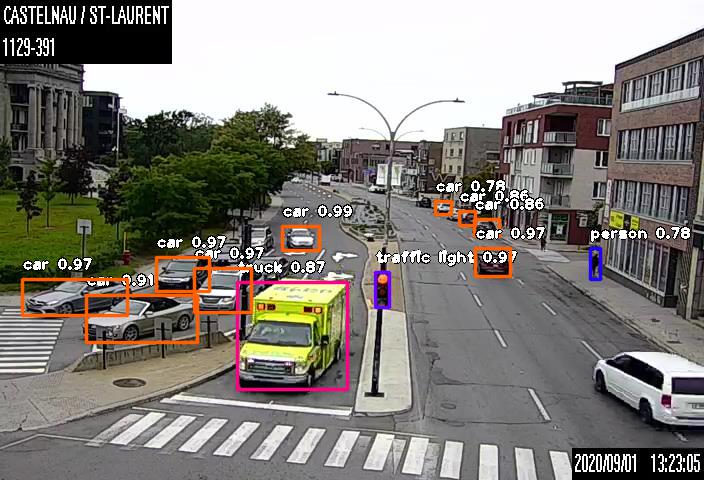 CASTELNAU / ST-LAURENT
1129-391
car 0.78
car 0.86
car 0.86
car 0.99
car 0.97
person 0.78
car 0.97
traffic light 0.97
car 0.97
car 0.97
truck 0.87
car 0.91
2020/09/01 13:23:05